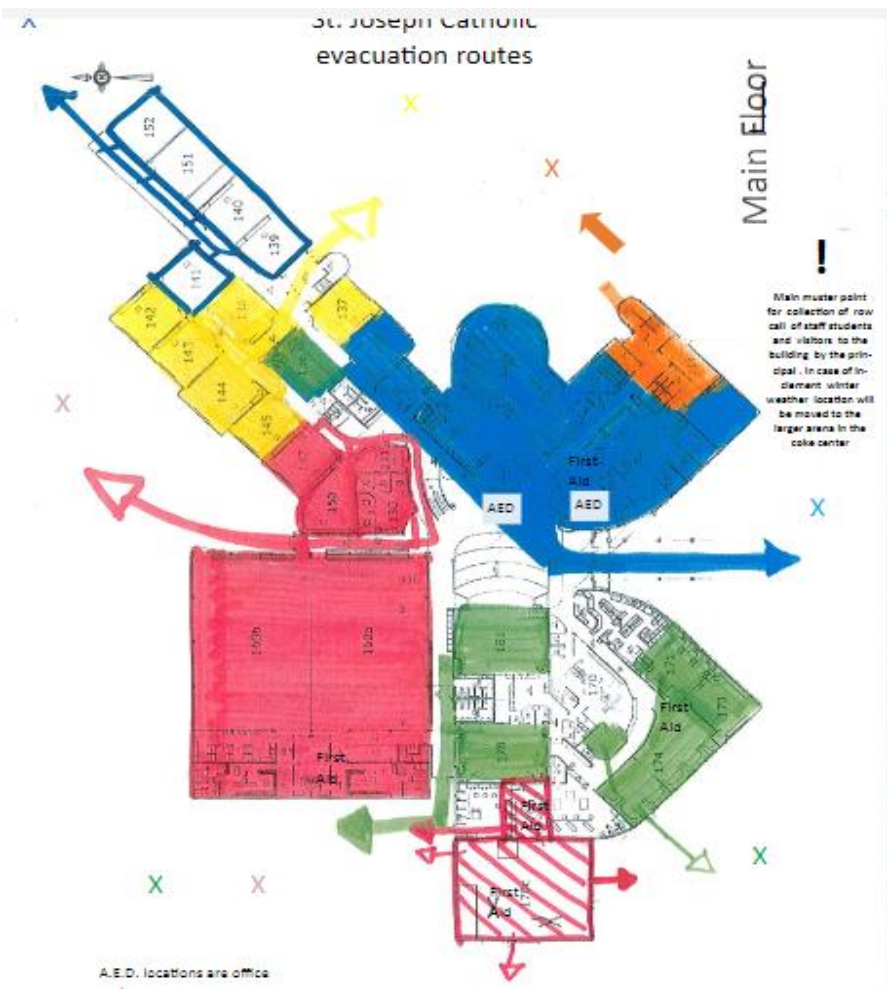 St. Joseph Catholic
evacuation routes
Main Floor
!
Main muster point
for collection of row
call of staff students
and visitors to the
building by the prin-
cipal . In case of in-
clement winter
weather location will
be moved to the
larger arena in the
coke center
X
X
X
X
X
X
X
X
X
152
151
140
139
141
142
143
144
145
137
150
First
Aid
AED
AED
181
170
173
174
First
Aid
First
Aid
First
Aid
First
Aid
A.E.D. locations are office